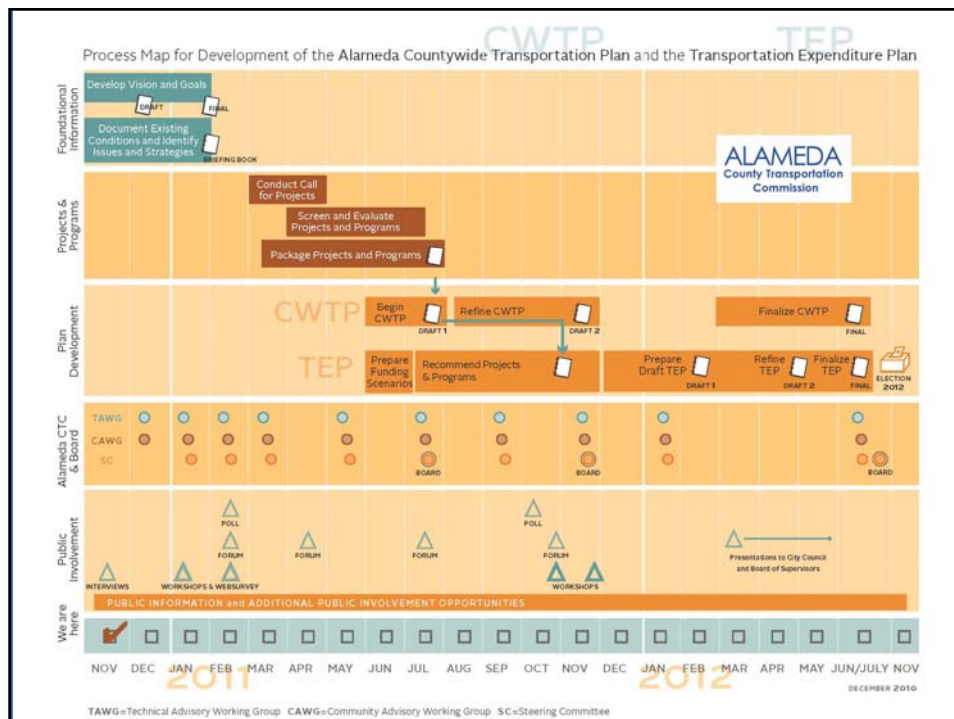 CWTP TEP
Process Map for Development of the Alameda Countywide Transportation Plan and the Transportation Expenditure Plan
Foundational
Information
Develop Vision and Goals
DRAFT
FINAL
Document Existing
Conditions and Identify
Issues and Strategies
BRIEFING BOOK
ALAMEDA
County Transportation
Commission
Projects &
Programs
Conduct Call
for Projects
Screen and Evaluate
Projects and Programs
Package Projects and Programs
Plan
Development
CWTP
Begin
CWTP
DRAFT 1
Refine CWTP
DRAFT 2
Finalize CWTP
FINAL
TEP
Prepare
Funding
Scenarios
Recommend Projects
& Programs
Prepare
Draft TEP
DRAFT 1
Refine
TEP
DRAFT 2
Finalize
TEP
FINAL
ELECTION
2012
Alameda CTC
& Board
TAWG
CAWG
SC
BOARD
BOARD
BOARD
Public
Involvement
POLL
POLL
FORUM
FORUM
FORUM
FORUM
Presentations to City Council
and Board of Supervisors
INTERVIEWS
WORKSHOPS & WEBSURVEY
WORKSHOPS
PUBLIC INFORMATION and ADDITIONAL PUBLIC INVOLVEMENT OPPORTUNITIES
We are
here
NOV DEC JAN FEB MAR APR MAY JUN JUL AUG SEP OCT NOV DEC JAN FEB MAR APR MAY JUN/JULY NOV
2011 2012
DECEMBER 2010
TAWG=Technical Advisory Working Group CAWG=Community Advisory Working Group SC=Steering Committee